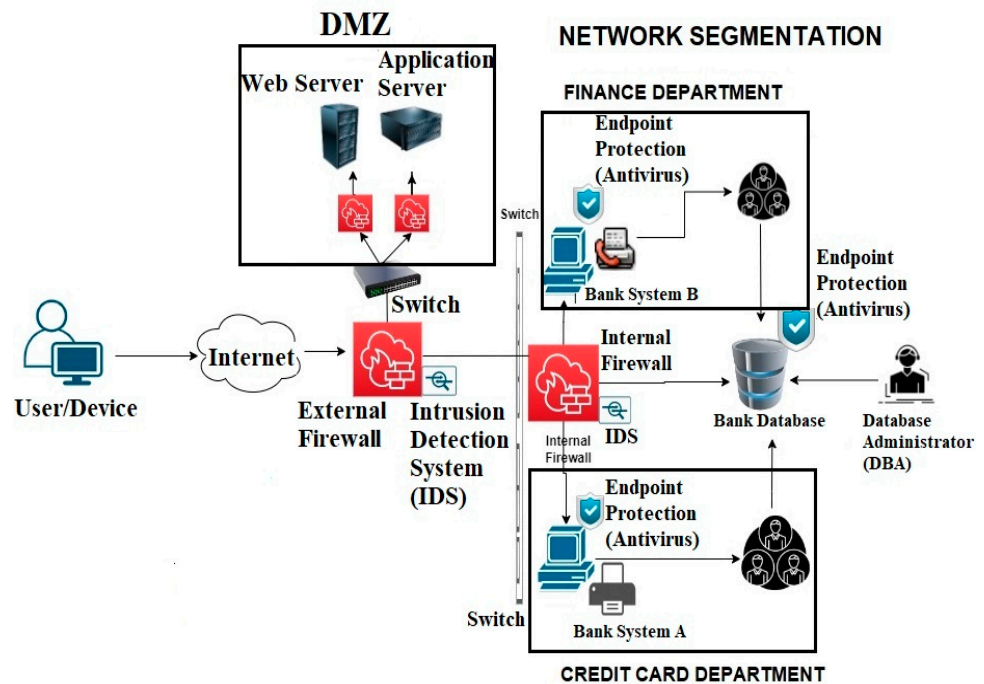 DMZ
NETWORK SEGMENTATION
Web Server
Application
Server
FINANCE DEPARTMENT
Endpoint
Protection
(Antivirus)
Switch
Bank System B
Endpoint
Protection
(Antivirus)
Switch
User/Device
Internet
External
Firewall
Intrusion
Detection
System
(IDS)
Internal
Firewall
IDS
Internal
Firewall
Bank Database
Database
Administrator
(DBA)
Endpoint
Protection
(Antivirus)
Switch
Bank System A
CREDIT CARD DEPARTMENT